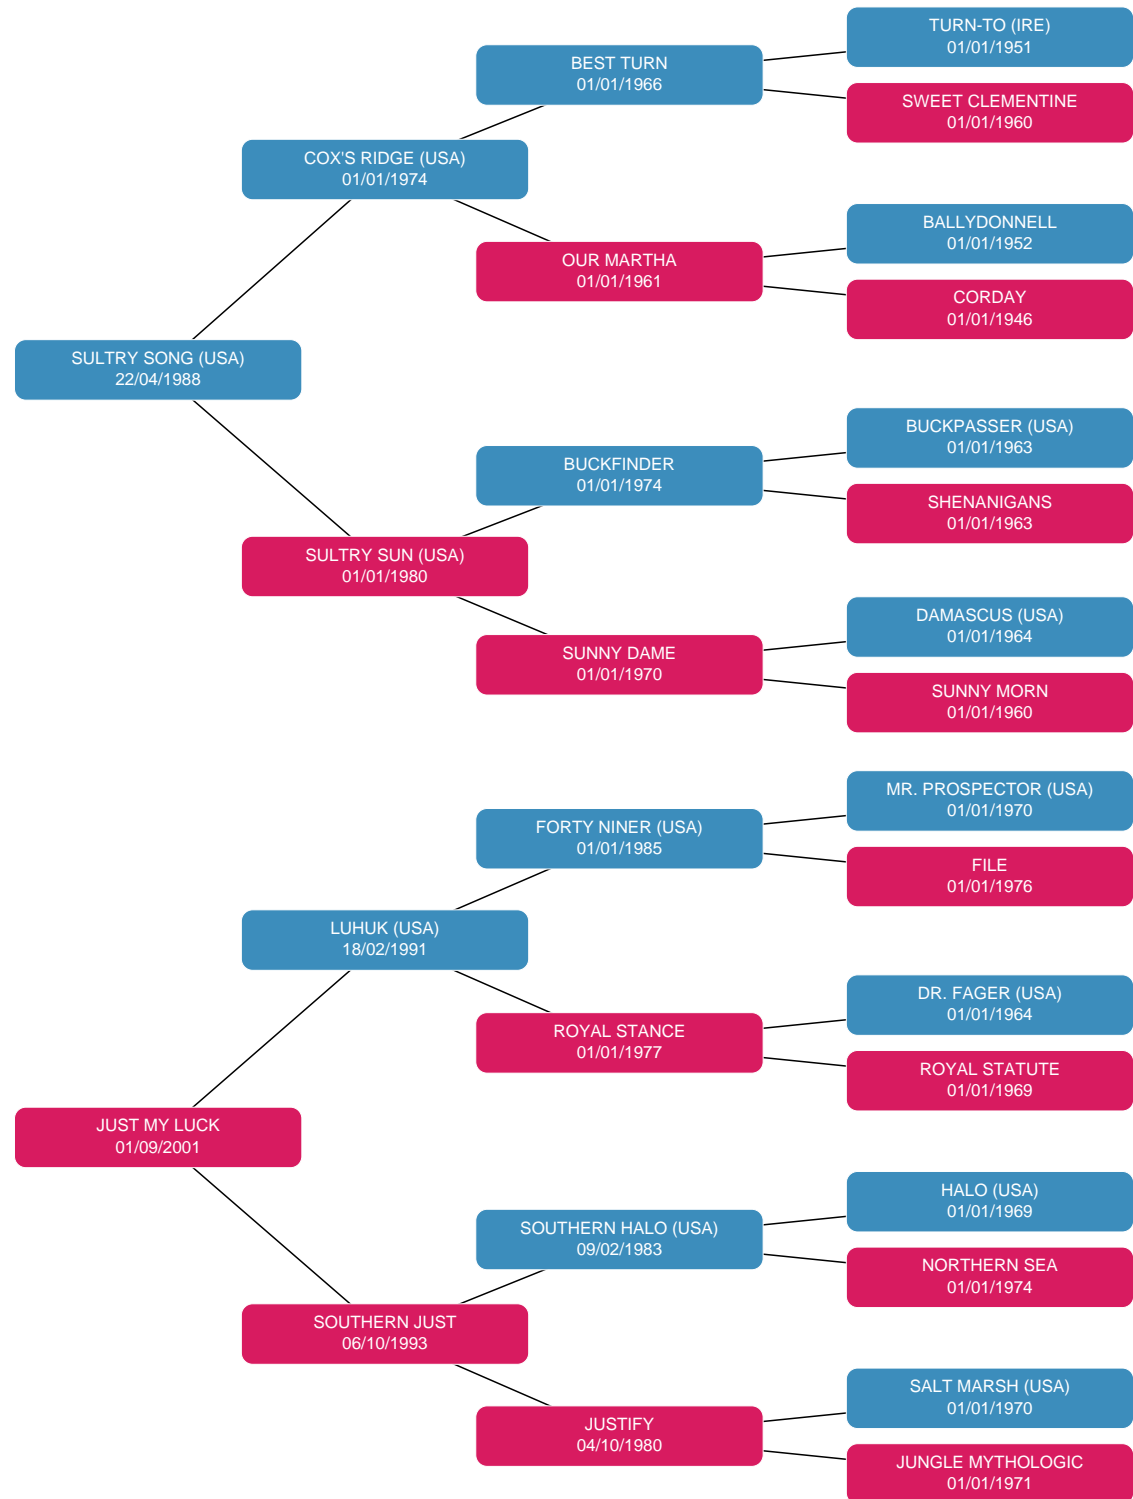 TURN-TO (IRE)
01/01/1951
BEST TURN
01/01/1966
SWEET CLEMENTINE
01/01/1960
COX'S RIDGE (USA)
01/01/1974
BALLYDONNELL
01/01/1952
OUR MARTHA
01/01/1961
CORDAY
01/01/1946
SULTRY SONG (USA)
22/04/1988
BUCKPASSER (USA)
01/01/1963
BUCKFINDER
01/01/1974
SHENANIGANS
01/01/1963
SULTRY SUN (USA)
01/01/1980
DAMASCUS (USA)
01/01/1964
SUNNY DAME
01/01/1970
SUNNY MORN
01/01/1960
MR. PROSPECTOR (USA)
01/01/1970
FORTY NINER (USA)
01/01/1985
FILE
01/01/1976
LUHUK (USA)
18/02/1991
DR. FAGER (USA)
01/01/1964
ROYAL STANCE
01/01/1977
ROYAL STATUTE
01/01/1969
JUST MY LUCK
01/09/2001
HALO (USA)
01/01/1969
SOUTHERN HALO (USA)
09/02/1983
NORTHERN SEA
01/01/1974
SOUTHERN JUST
06/10/1993
SALT MARSH (USA)
01/01/1970
JUSTIFY
04/10/1980
JUNGLE MYTHOLOGIC
01/01/1971